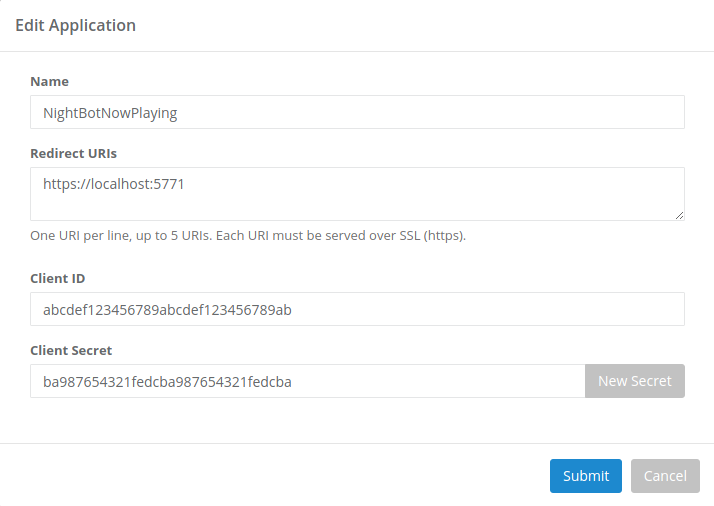 Edit Application
Name
NightBotNowPlaying
Redirect URIs
https://localhost:5771
One URI per line, up to 5 URIs. Each URI must be served over SSL (https).
Client ID
abcdef123456789abcdef123456789ab
Client Secret
ba987654321fedcba987654321fedcba
New Secret
Submit
Cancel